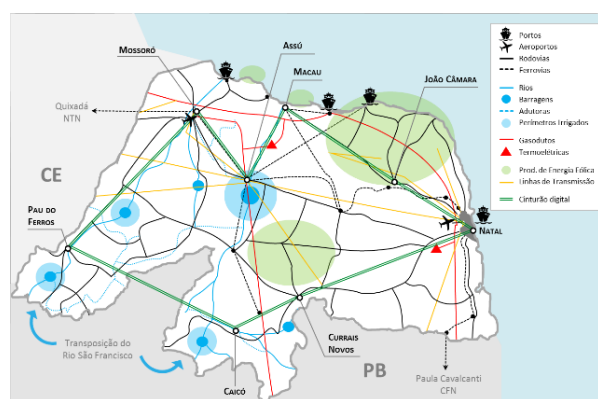 Mossoró
Assú
Macau
João Câmara
Quixadá
NTN
CE
Pau do
Ferros
Natal
Transposição do
Rio São Francisco
Caicó
Currais
Novos
PB
Paula Cavalcanti
CFN
Portos
Aeroportos
Rodovias
Ferrovias
Rios
Barragens
Adutoras
Perímetros Irrigados
Gasodutos
Termoelétricas
Prod. de Energia Eólica
Linhas de Transmissão
Cinturão digital